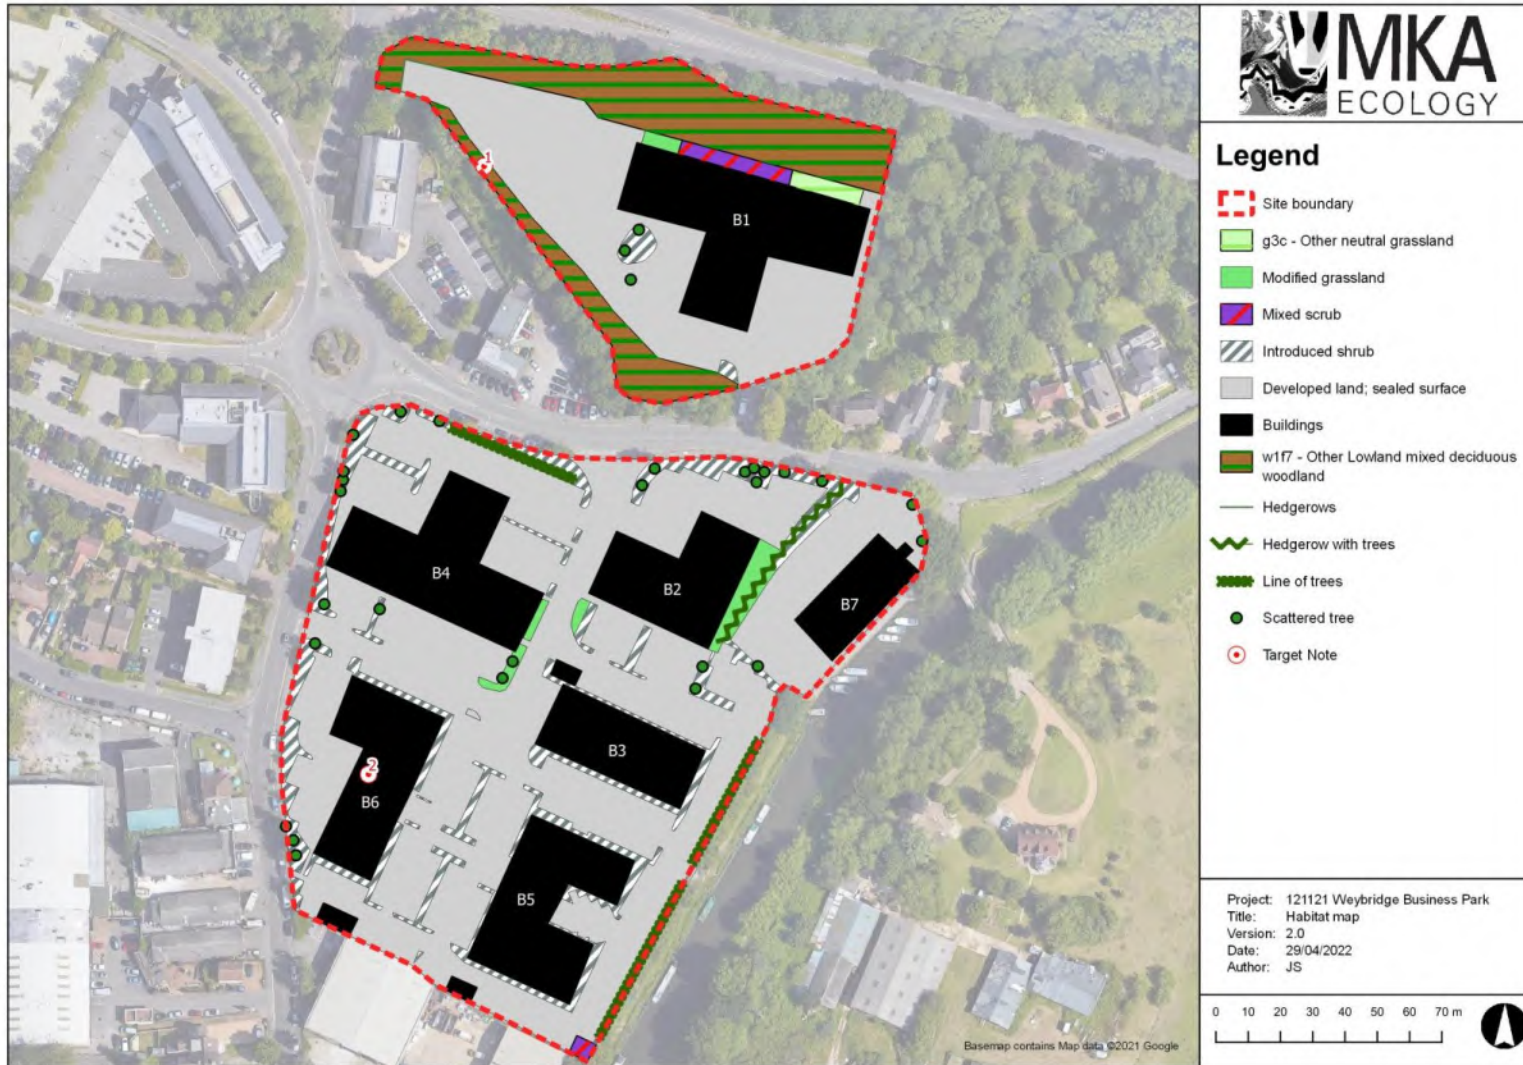 MKA
ECOLOGY
Legend
Site boundary
g3c - Other neutral grassland
Modified grassland
Mixed scrub
Introduced shrub
Developed land; sealed surface
Buildings
w1f7 - Other Lowland mixed deciduous
woodland
Hedgerows
Hedgerow with trees
Line of trees
Scattered tree
Target Note
1
B1
B4
B2
B7
B3
2
B6
B5
Project: 121121 Weybridge Business Park
Title: Habitat map
Version: 2.0
Date: 29/04/2022
Author: JS
0 10 20 30 40 50 60 70 m
Basemap contains Map data ©2021 Google